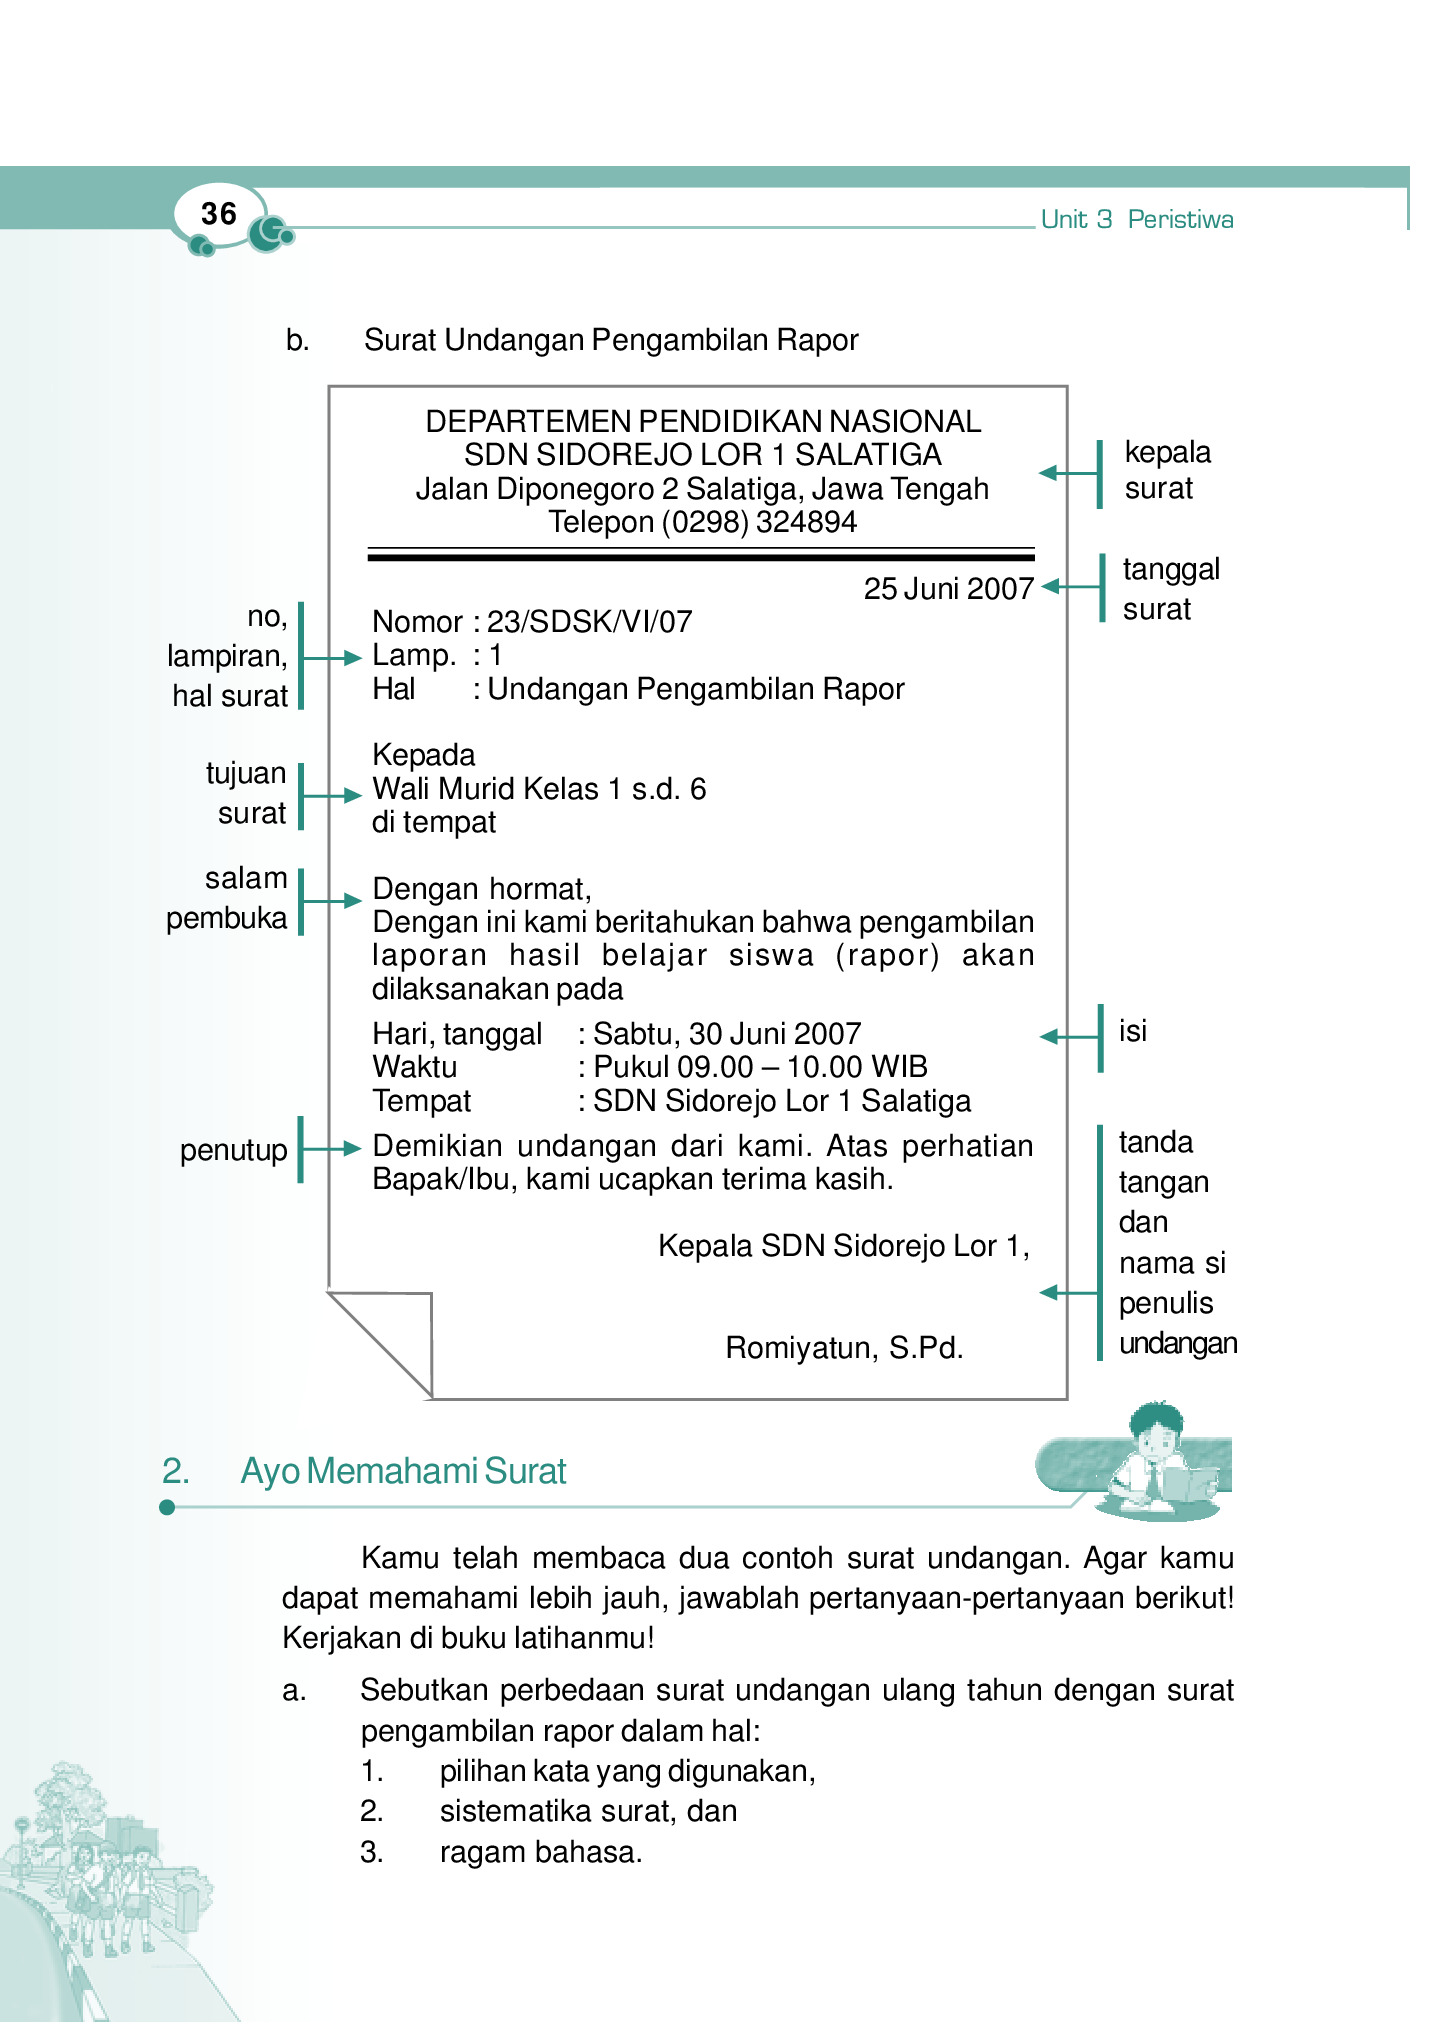 36
Unit 3 Peristiwa
b. Surat Undangan Pengambilan Rapor
DEPARTEMEN PENDIDIKAN NASIONAL
SDN SIDOREJO LOR 1 SALATIGA
Jalan Diponegoro 2 Salatiga, Jawa Tengah
Telepon (0298) 324894
kepala
surat
25 Juni 2007
tanggal
surat
no,
lampiran,
hal surat
Nomor : 23/SDSK/VI/07
Lamp. : 1
Hal : Undangan Pengambilan Rapor
tujuan
surat
Kepada
Wali Murid Kelas 1 s.d. 6
di tempat
salam
pembuka
Dengan hormat,
Dengan ini kami beritahukan bahwa pengambilan
laporan hasil belajar siswa (rapor) akan
dilaksanakan pada
Hari, tanggal : Sabtu, 30 Juni 2007
Waktu : Pukul 09.00 – 10.00 WIB
Tempat : SDN Sidorejo Lor 1 Salatiga
isi
penutup
Demikian undangan dari kami. Atas perhatian
Bapak/Ibu, kami ucapkan terima kasih.
Kepala SDN Sidorejo Lor 1,
Romiyatun, S.Pd.
tanda
tangan
dan
nama si
penulis
undangan
2. Ayo Memahami Surat
Kamu telah membaca dua contoh surat undangan. Agar kamu
dapat memahami lebih jauh, jawablah pertanyaan-pertanyaan berikut!
Kerjakan di buku latihanmu!
a. Sebutkan perbedaan surat undangan ulang tahun dengan surat
pengambilan rapor dalam hal:
1. pilihan kata yang digunakan,
2. sistematika surat, dan
3. ragam bahasa.